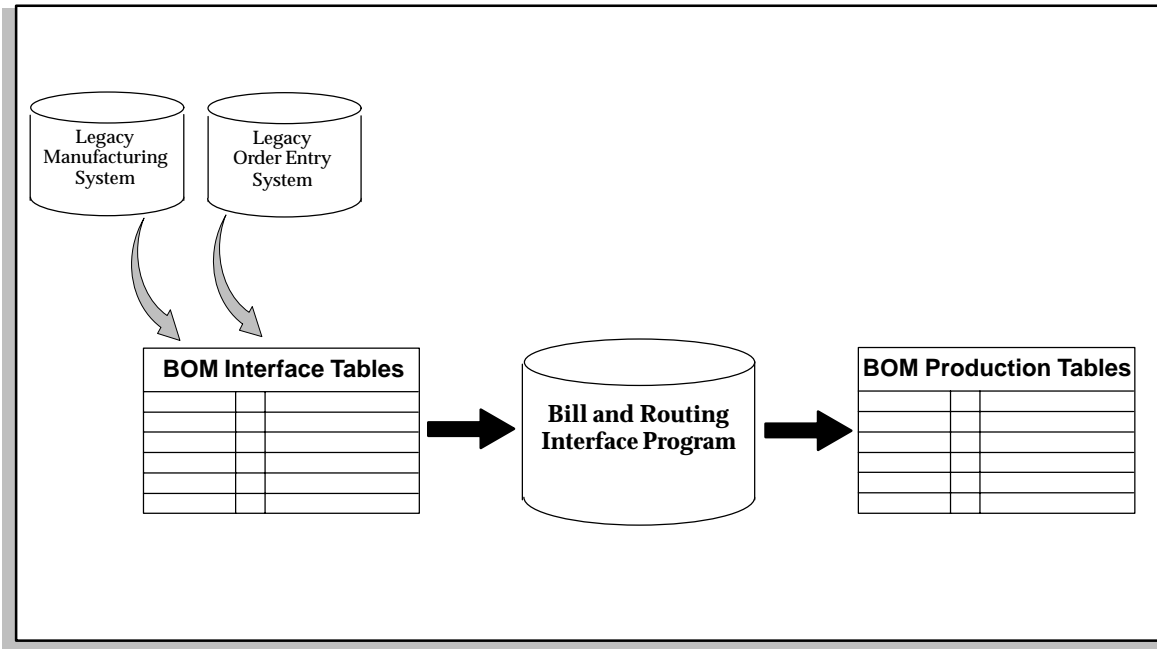 Legacy
Manufacturing
System
Legacy
Order Entry
System
BOM Interface Tables
Bill and Routing
Interface Program
BOM Production Tables